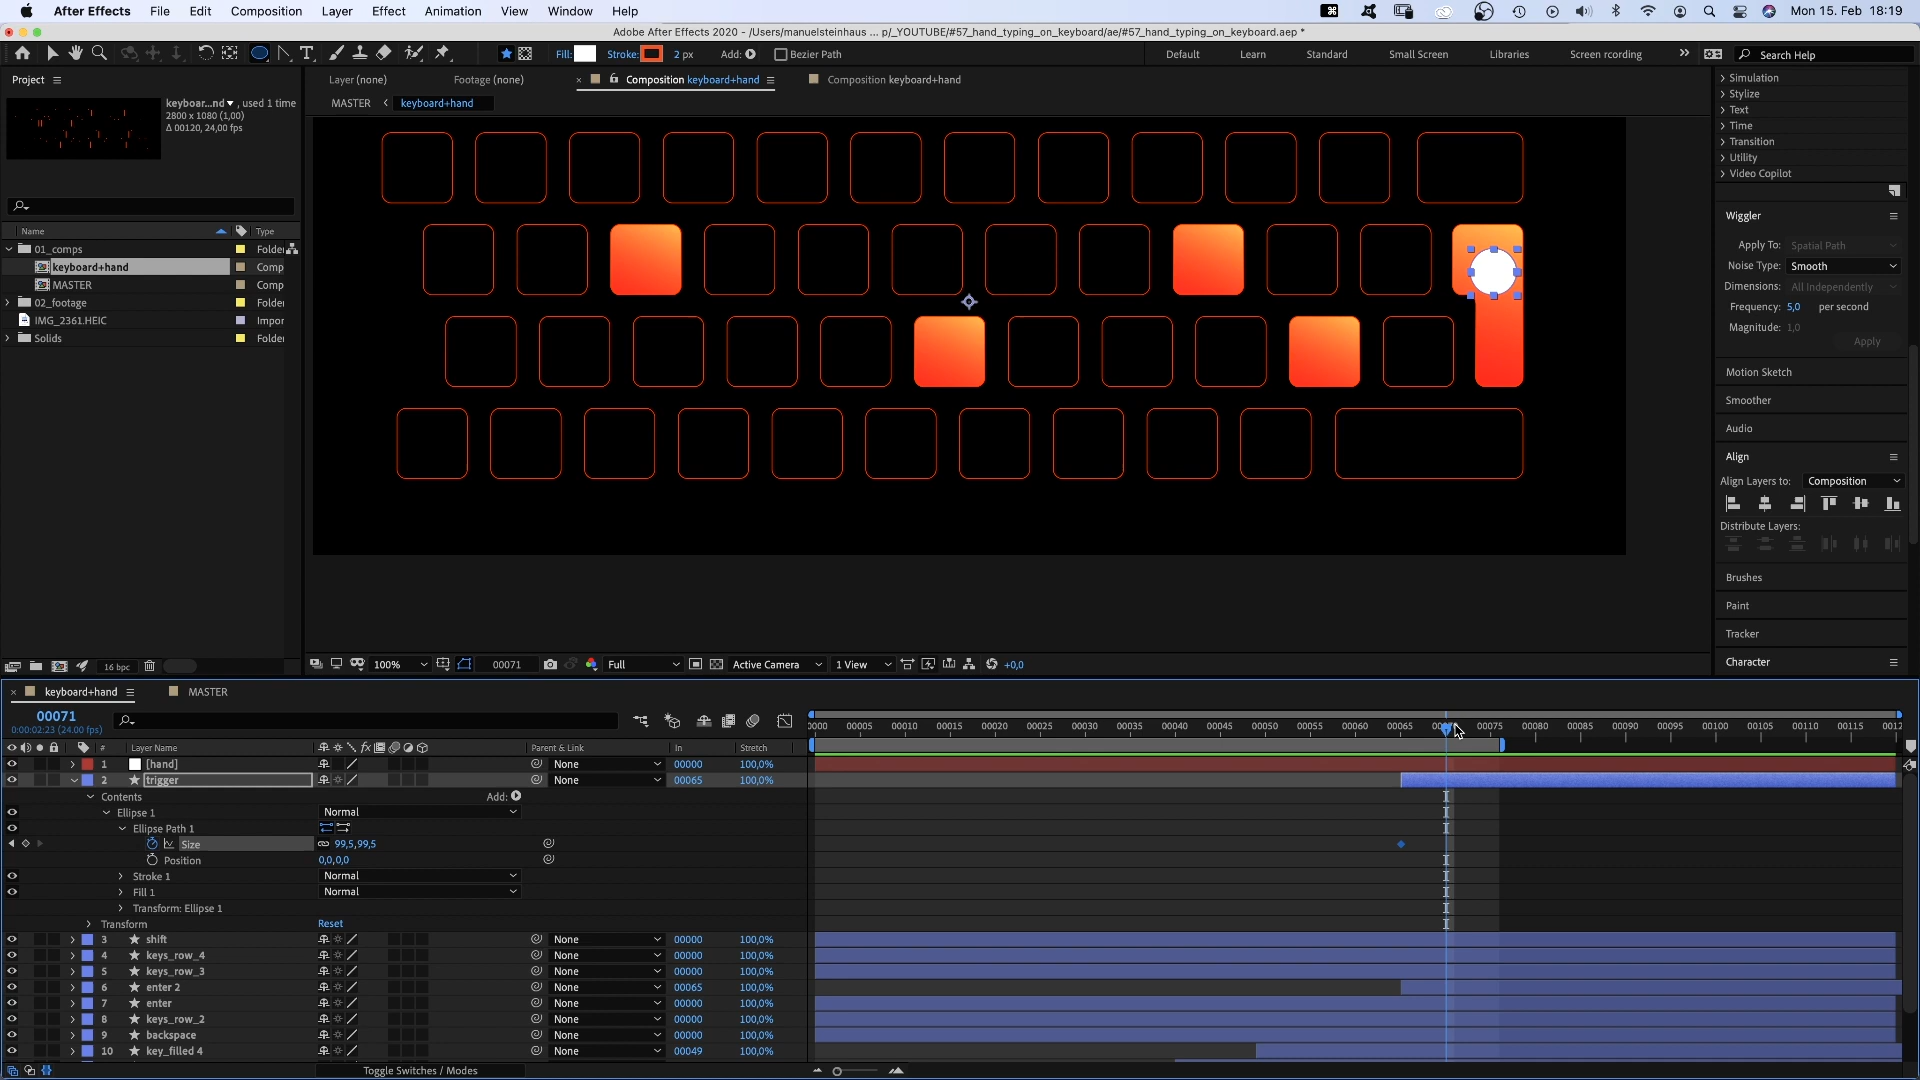 After Effects File Edit Composition Layer Effect Animation View Window Help Mon 15. Feb 18:19
Adobe After Effects 2020 - /Users/manuelsteinhaus ... p/_YOUTUBE/#57_hand_typing_on_keyboard/ae/#57_hand_typing_on_keyboard.aep *
Fill: Stroke: 2 px Add: Bezier Path Default Learn Standard Small Screen Libraries Screen rcording Search Help
Project Layer (none) Footage (none) Composition keyboard+hand Composition keyboard+hand
MASTER keyboard+hand
keyboar...nd , used 1 time
2800 x 1080 (1,00)
Δ 00120, 24,00 fps
Name Type
01_comps Folder
keyboard+hand Comp
MASTER Comp
02_footage Folder
IMG_2361.HEIC Impor
Solids Folder
16 bpc
100% 00071 Full Active Camera 1 View +0,0
Simulation
Stylize
Text
Time
Transition
Utility
Video Copilot
Wiggler
Apply To: Spatial Path
Noise Type: Smooth
Dimensions: All Independently
Frequency: 5,0 per second
Magnitude: 1,0
Apply
Motion Sketch
Smoother
Audio
Align
Align Layers to: Composition
Distribute Layers:
Brushes
Paint
Tracker
Character
keyboard+hand MASTER
00071
0:00:02:23 (24.00 fps)
0000 00005 00010 00015 00020 00025 00030 00035 00040 00045 00050 00055 00060 00065 00075 00080 00085 00090 00095 00100 00105 00110 00115 0012
# Layer Name Parent & Link In Stretch
1 [hand] None 00000 100,0%
2 trigger None 00065 100,0%
Contents Add:
Ellipse 1 Normal
Ellipse Path 1
Size 99,5,99,5
Position 0,0,0,0
Stroke 1 Normal
Fill 1 Normal
Transform: Ellipse 1
Transform Reset
3 shift None 00000 100,0%
4 keys_row_4 None 00000 100,0%
5 keys_row_3 None 00000 100,0%
6 enter 2 None 00065 100,0%
7 enter None 00000 100,0%
8 keys_row_2 None 00000 100,0%
9 backspace None 00000 100,0%
10 key_filled 4 None 00049 100,0%
Toggle Switches / Modes